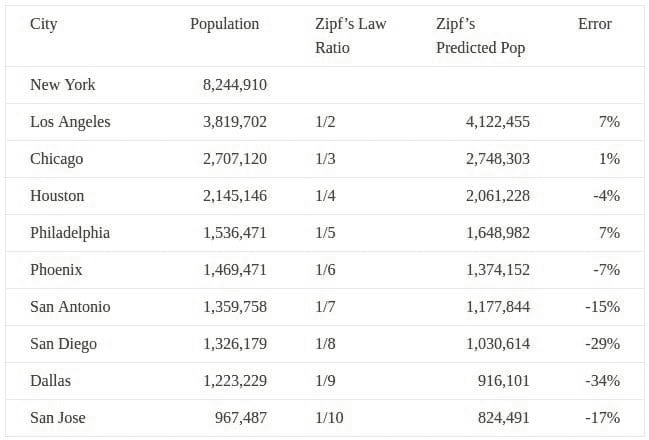 City Population Zipf’s Law Ratio Zipf’s Predicted Pop Error
New York 8,244,910
Los Angeles 3,819,702 1/2 4,122,455 7%
Chicago 2,707,120 1/3 2,748,303 1%
Houston 2,145,146 1/4 2,061,228 -4%
Philadelphia 1,536,471 1/5 1,648,982 7%
Phoenix 1,469,471 1/6 1,374,152 -7%
San Antonio 1,359,758 1/7 1,177,844 -15%
San Diego 1,326,179 1/8 1,030,614 -29%
Dallas 1,223,229 1/9 916,101 -34%
San Jose 967,487 1/10 824,491 -17%